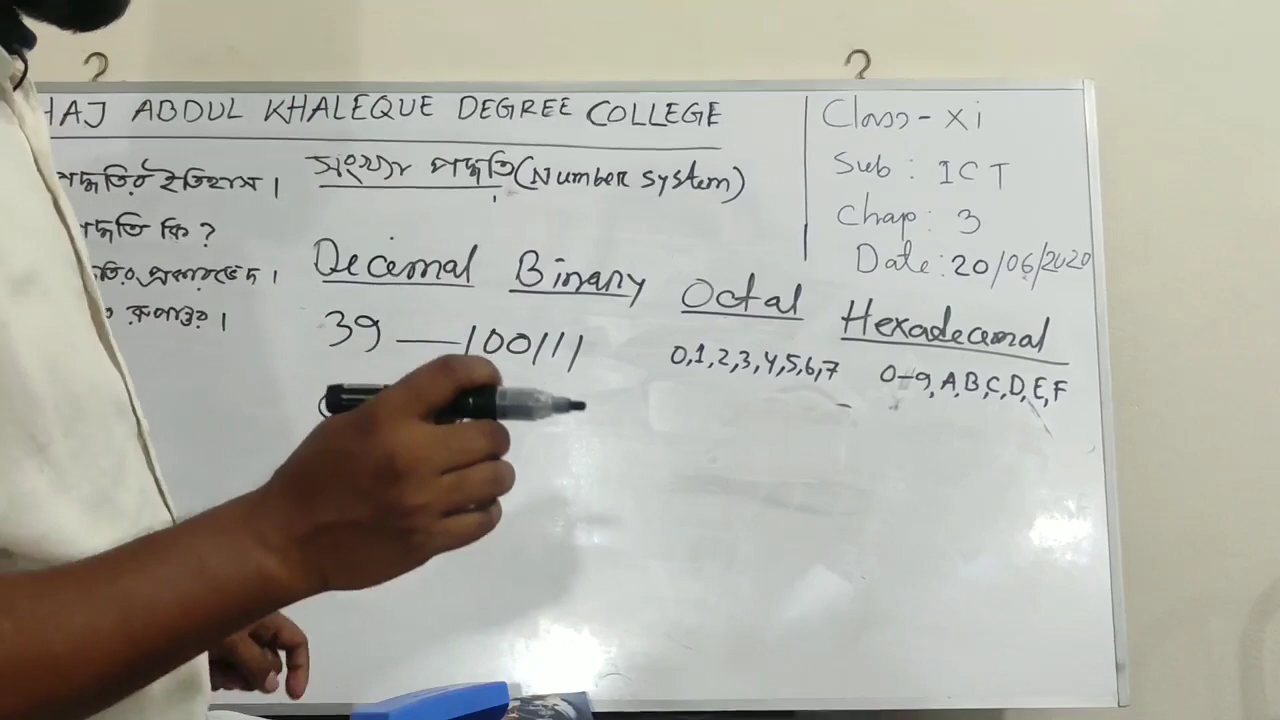 HAJ ABDUL KHALEQUE DEGREE COLLEGE
Class - Xi
Sub : ICT
Chap : 3
Date : 20/06/2020
পদ্ধতির ইতিহাস ।
পদ্ধতি কি ?
প্রকারভেদ ।
রুপান্তর ।
সংখ্যা পদ্ধতি (Number system)
Decimal Binary Octal Hexadecimal
39 — 100111
0,1,2,3,4,5,6,7
0-9, A,B,C,D,E,F